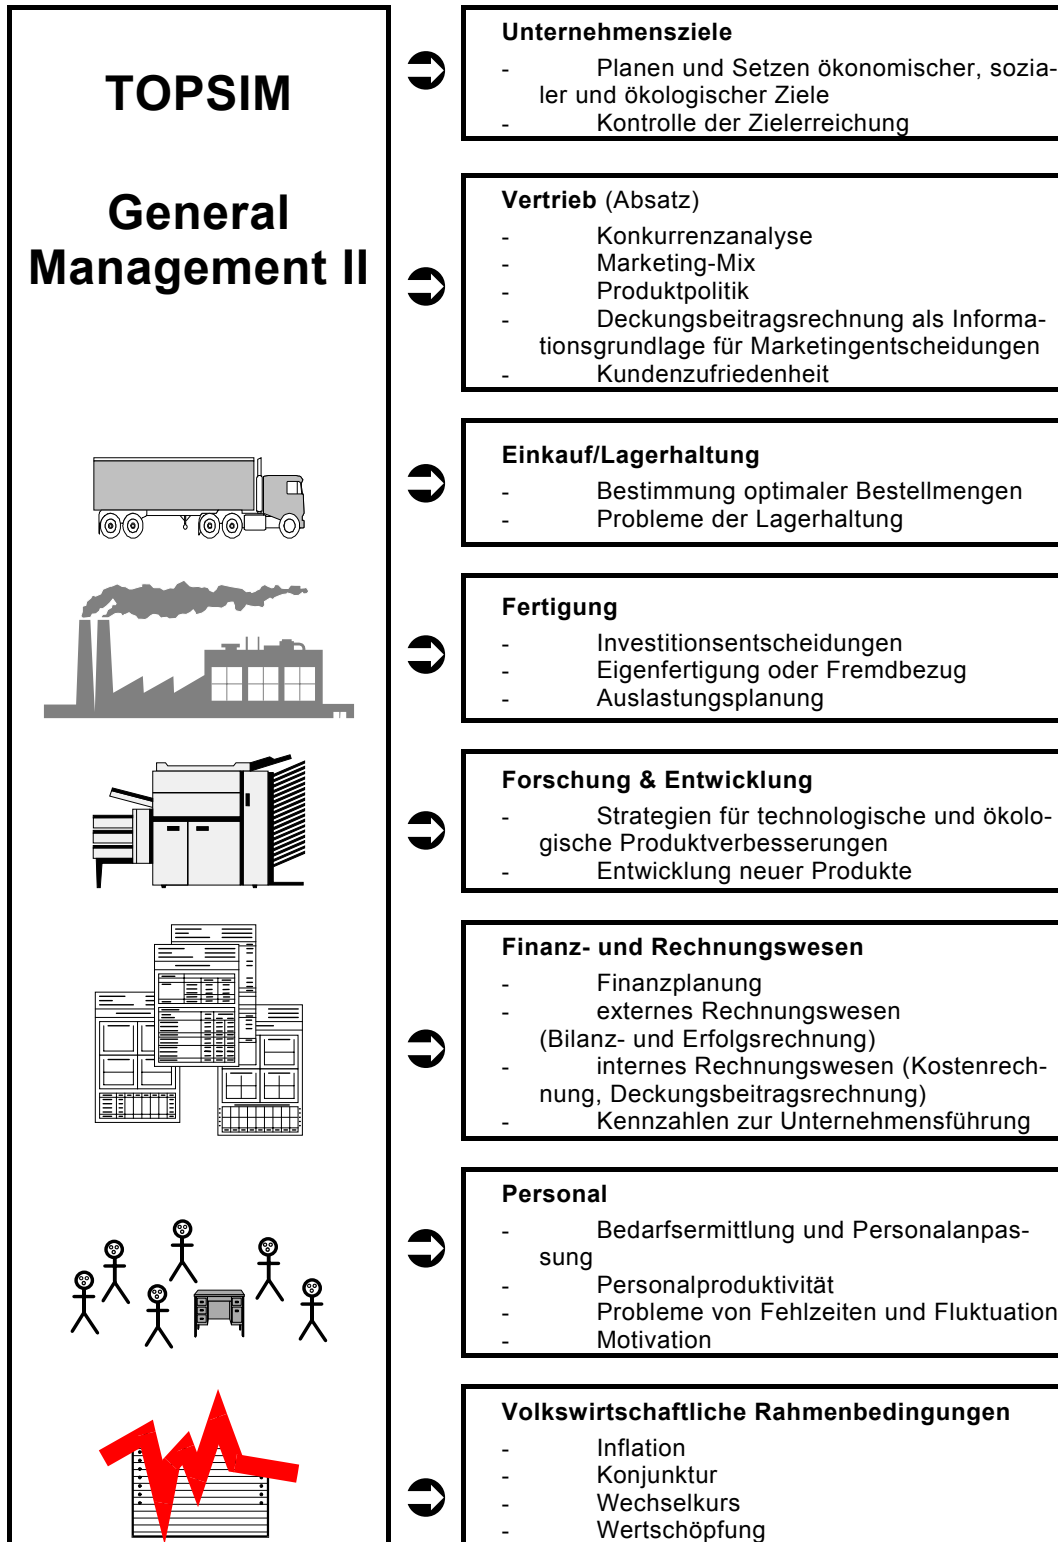 TOPSIM
General
Management II
Unternehmensziele
- Planen und Setzen ökonomischer, sozia-
ler und ökologischer Ziele
- Kontrolle der Zielerreichung
Vertrieb (Absatz)
- Konkurrenzanalyse
- Marketing-Mix
- Produktpolitik
- Deckungsbeitragsrechnung als Informa-
tionsgrundlage für Marketingentscheidungen
- Kundenzufriedenheit
Einkauf/Lagerhaltung
- Bestimmung optimaler Bestellmengen
- Probleme der Lagerhaltung
Fertigung
- Investitionsentscheidungen
- Eigenfertigung oder Fremdbezug
- Auslastungsplanung
Forschung & Entwicklung
- Strategien für technologische und ökolo-
gische Produktverbesserungen
- Entwicklung neuer Produkte
Finanz- und Rechnungswesen
- Finanzplanung
- externes Rechnungswesen
(Bilanz- und Erfolgsrechnung)
- internes Rechnungswesen (Kostenrech-
nung, Deckungsbeitragsrechnung)
- Kennzahlen zur Unternehmensführung
Personal
- Bedarfsermittlung und Personalanpas-
sung
- Personalproduktivität
- Probleme von Fehlzeiten und Fluktuation
- Motivation
Volkswirtschaftliche Rahmenbedingungen
- Inflation
- Konjunktur
- Wechselkurs
- Wertschöpfung